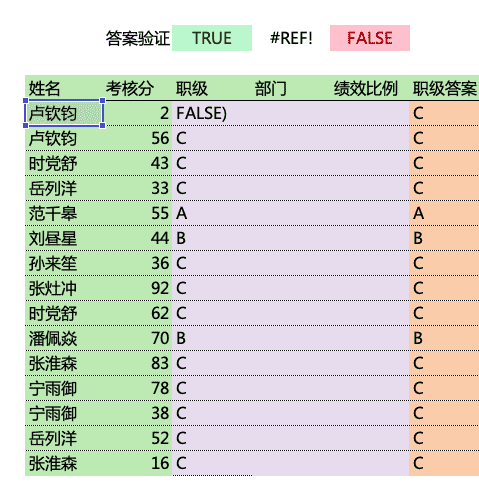 答案验证 TRUE #REF! FALSE
姓名 考核分 职级 部门 绩效比例 职级答案
卢钦钧 2 FALSE) C
卢钦钧 56 C C
时党舒 43 C C
岳列洋 33 C C
范千皋 55 A A
刘昼星 44 B B
孙来笙 36 C C
张灶冲 92 C C
时党舒 62 C C
潘佩焱 70 B B
张淮森 83 C C
宁雨御 78 C C
宁雨御 38 C C
岳列洋 52 C C
张淮森 16 C C